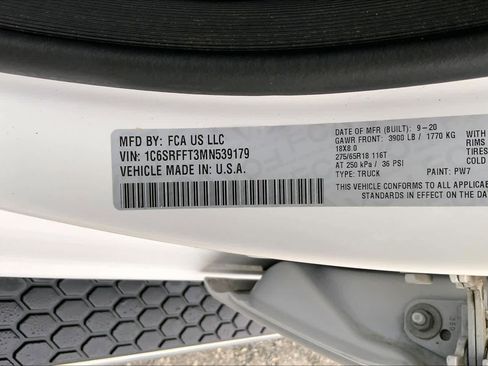 MFD BY: FCA US LLC
VIN: 1C6SRFFT3MN539179
VEHICLE MADE IN: U.S.A.
DATE OF MFR (BUILT): 9-20
GAWR FRONT: 3900 LB / 1770 KG
18X8.0
275/65R18 116T
AT 250 kPa / 36 PSI
TYPE: TRUCK PAINT: PW7
THIS VEHICLE CONFORMS TO ALL APPLICAB
STANDARDS IN EFFECT ON THE DA
WITH
RIMS
TIRES